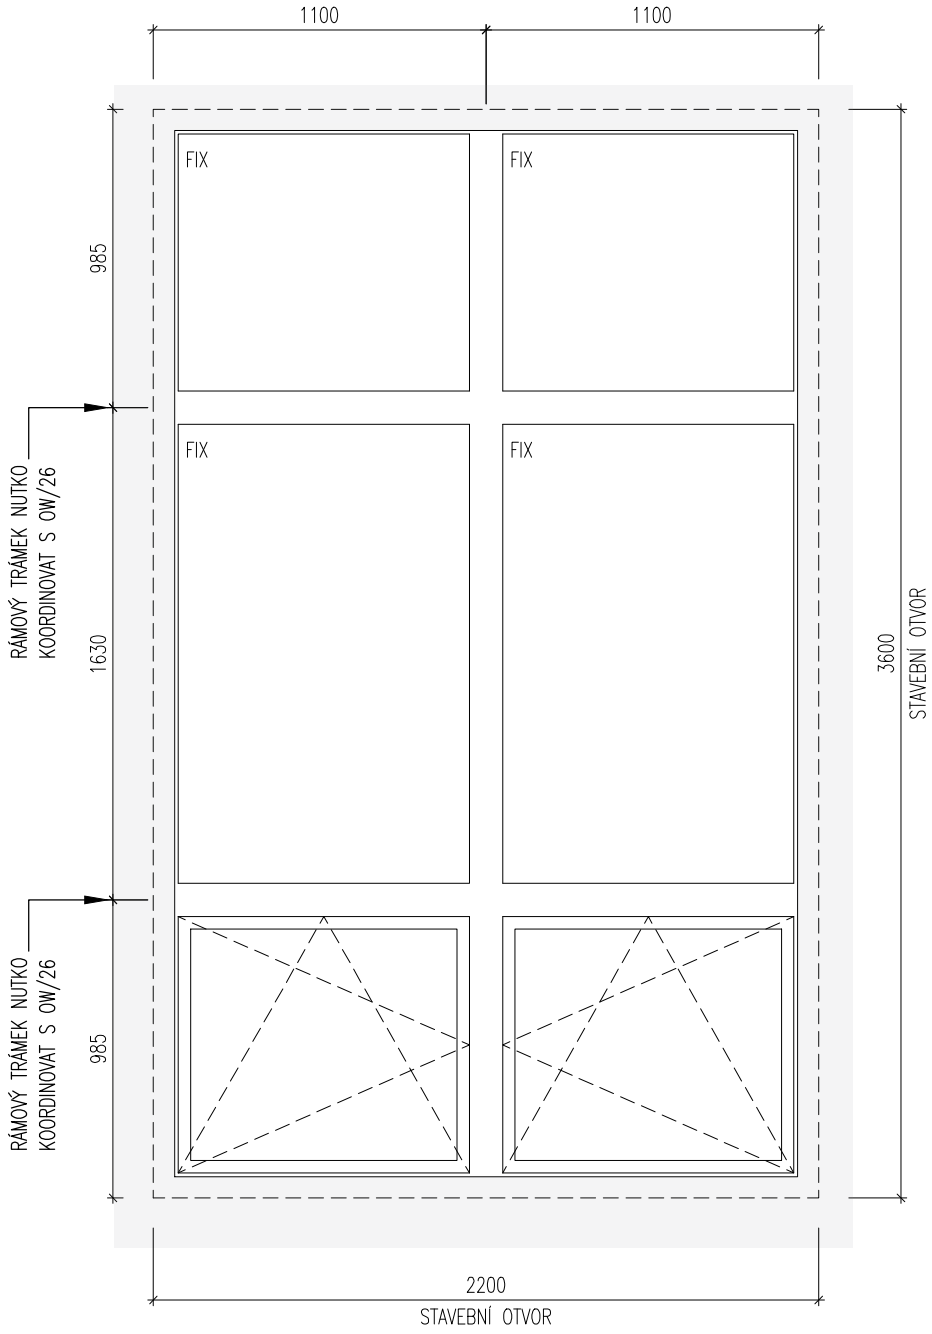 1100
1100
FIX
FIX
985
RÁMOVÝ TRÁMEK NUTKO
KOORDINOVAT S OW/26
FIX
FIX
1630
3600
STAVEBNÍ OTVOR
RÁMOVÝ TRÁMEK NUTKO
KOORDINOVAT S OW/26
985
2200
STAVEBNÍ OTVOR